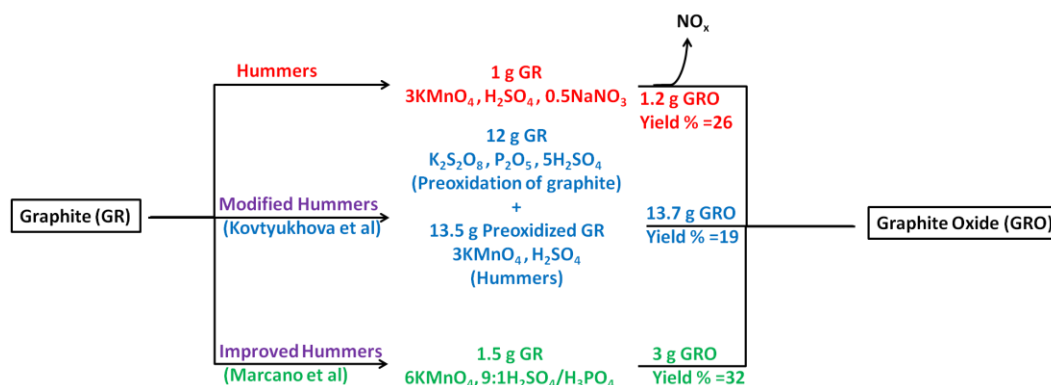 NOₓ
Hummers
1 g GR
3KMnO₄, H₂SO₄, 0.5NaNO₃
1.2 g GRO
Yield % =26
12 g GR
K₂S₂O₈, P₂O₅, 5H₂SO₄
(Preoxidation of graphite)
+
Graphite (GR)
Modified Hummers
(Kovtyukhova et al)
13.5 g Preoxidized GR
3KMnO₄, H₂SO₄
(Hummers)
13.7 g GRO
Yield % =19
Graphite Oxide (GRO)
Improved Hummers
(Marcano et al)
1.5 g GR
6KMnO₄, 9:1H₂SO₄/H₃PO₄
3 g GRO
Yield % =32